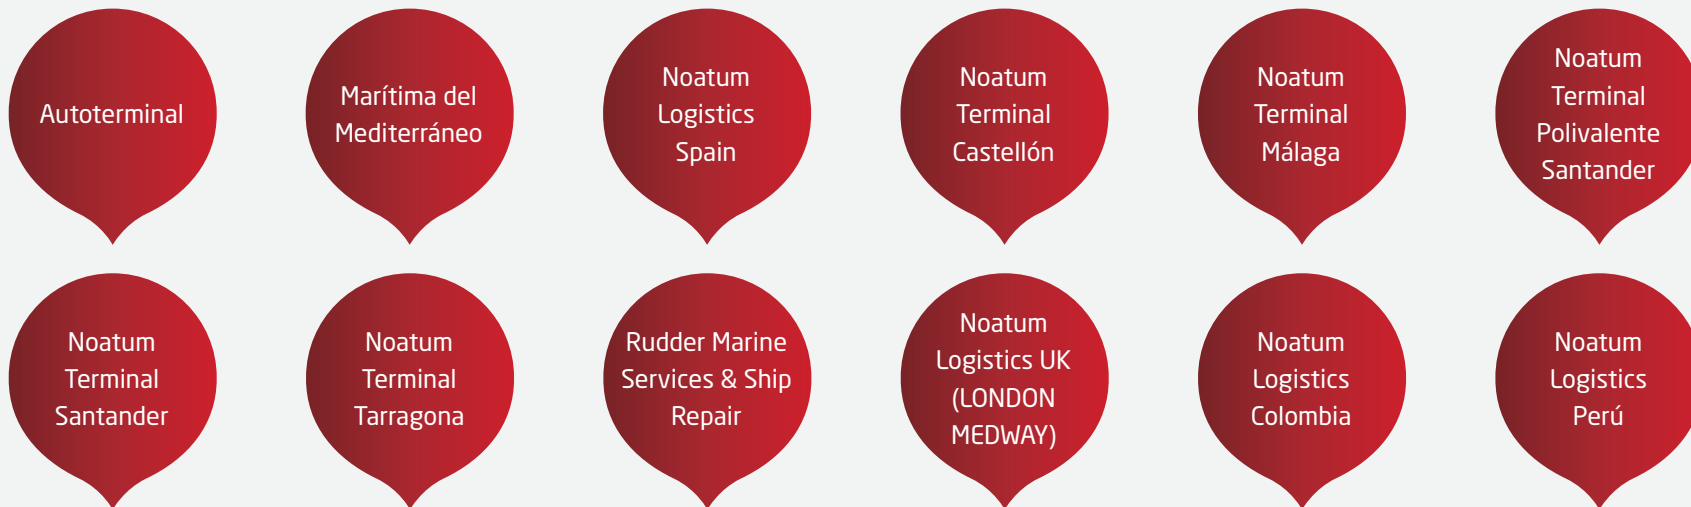 Autoterminal
Marítima del
Mediterráneo
Noatum
Logistics
Spain
Noatum
Terminal
Castellón
Noatum
Terminal
Málaga
Noatum
Terminal
Polivalente
Santander
Noatum
Terminal
Santander
Noatum
Terminal
Tarragona
Rudder Marine
Services & Ship
Repair
Noatum
Logistics UK
(LONDON
MEDWAY)
Noatum
Logistics
Colombia
Noatum
Logistics
Perú